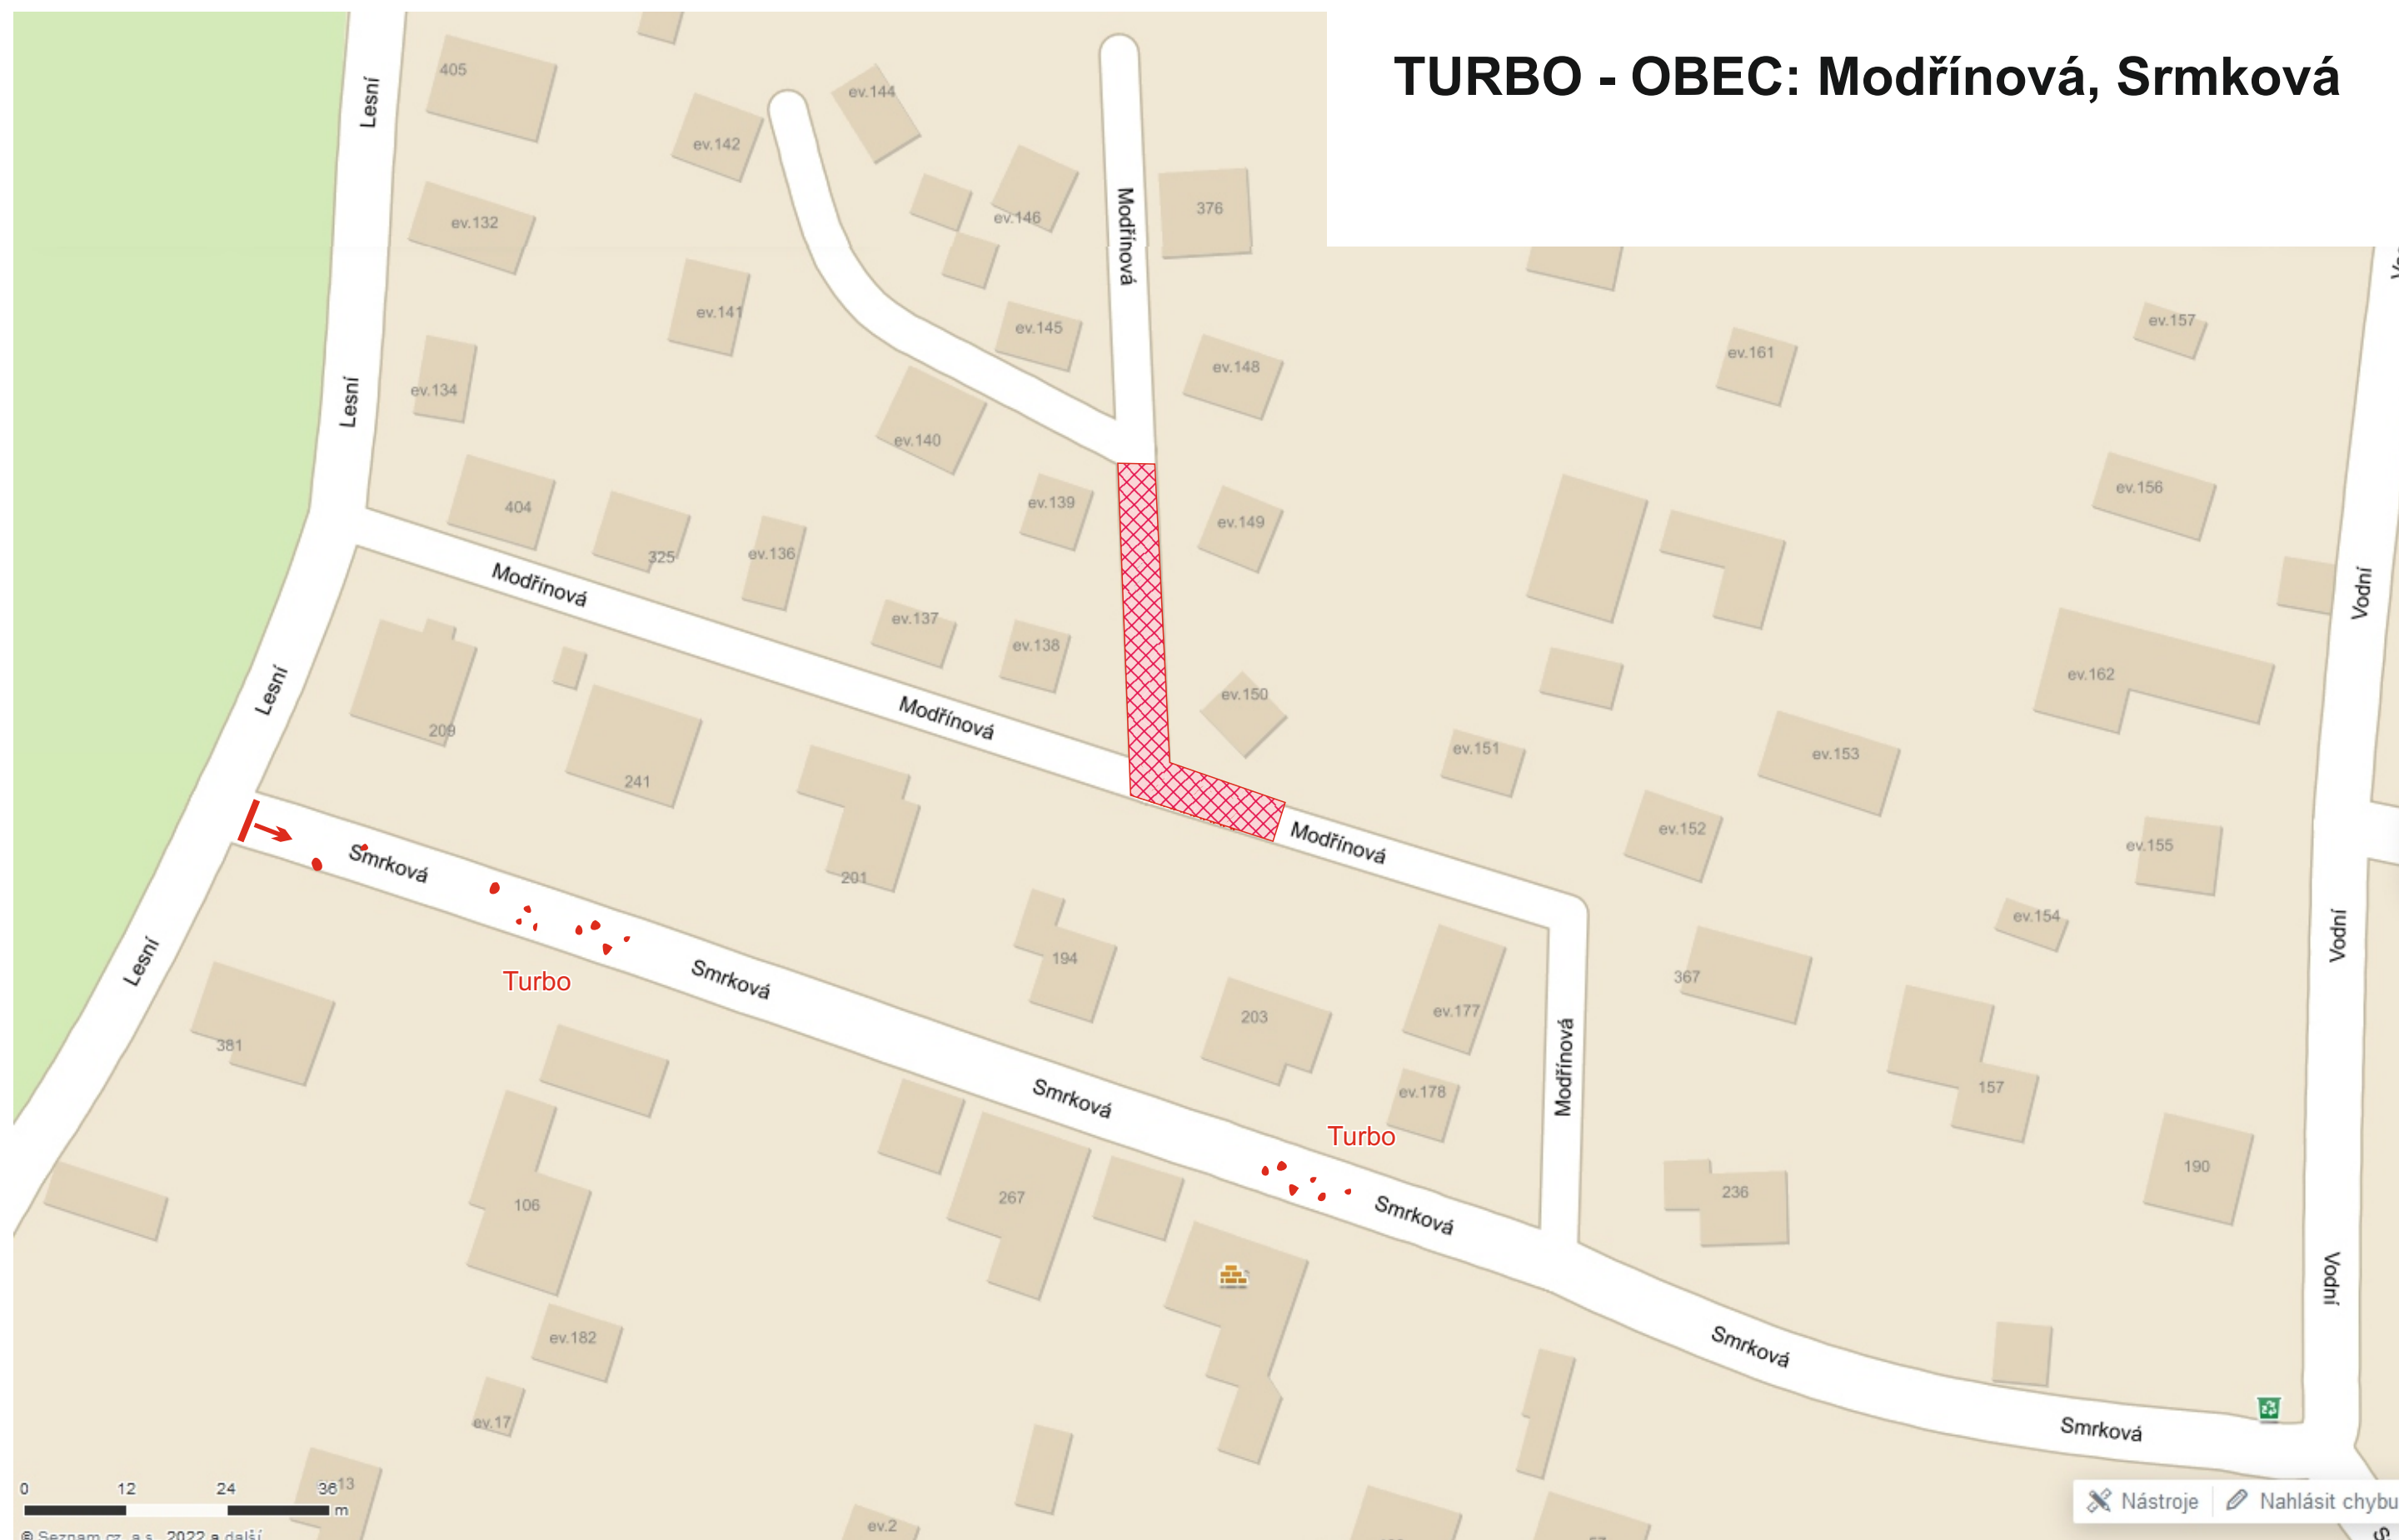 TURBO - OBEC: Modřínová, Srmková
Lesní
405
ev.142
ev.144
ev.146
Modřínová
376
ev.132
ev.141
ev.145
ev.148
ev.161
ev.157
Lesní
ev.134
ev.140
ev.139
ev.149
ev.156
404
325
ev.136
Modřínová
ev.137
ev.138
Vodní
Lesní
209
241
Modřínová
ev.150
ev.151
ev.153
ev.162
Smrková
201
Modřínová
ev.152
ev.155
Lesní
Turbo
Smrková
194
203
ev.177
367
ev.154
Vodní
381
Smrková
ev.178
Modřínová
157
Turbo
106
267
Smrková
236
190
Vodní
ev.182
Smrková
ev.17
Smrková
0 12 24 36 m
13
ev.2
Nástroje
Nahlásit chybu
© Seznam.cz, a.s., 2022 a další